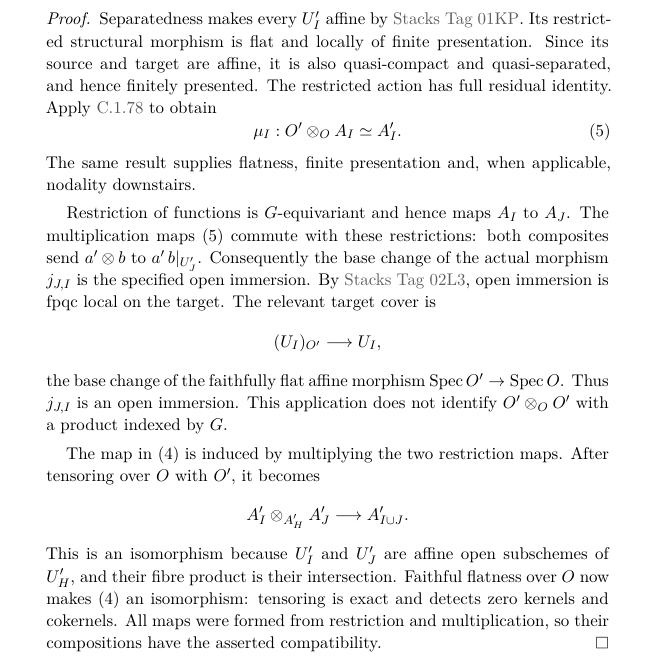 Proof. Separatedness makes every U′_I affine by Stacks Tag 01KP. Its restrict-
ed structural morphism is flat and locally of finite presentation. Since its
source and target are affine, it is also quasi-compact and quasi-separated,
and hence finitely presented. The restricted action has full residual identity.
Apply C.1.78 to obtain
μ_I : O′ ⊗_O A_I ≃ A′_I. (5)
The same result supplies flatness, finite presentation and, when applicable,
nodality downstairs.
Restriction of functions is G-equivariant and hence maps A_I to A_J. The
multiplication maps (5) commute with these restrictions: both composites
send a′ ⊗ b to a′ b|_{U′_J}. Consequently the base change of the actual morphism
j_{J,I} is the specified open immersion. By Stacks Tag 02L3, open immersion is
fpqc local on the target. The relevant target cover is
(U_I)_{O′} ⟶ U_I,
the base change of the faithfully flat affine morphism Spec O′ → Spec O. Thus
j_{J,I} is an open immersion. This application does not identify O′ ⊗_O O′ with
a product indexed by G.
The map in (4) is induced by multiplying the two restriction maps. After
tensoring over O with O′, it becomes
A′_I ⊗_{A′_H} A′_J ⟶ A′_{I∪J}.
This is an isomorphism because U′_I and U′_J are affine open subschemes of
U′_H, and their fibre product is their intersection. Faithful flatness over O now
makes (4) an isomorphism: tensoring is exact and detects zero kernels and
cokernels. All maps were formed from restriction and multiplication, so their
compositions have the asserted compatibility. □